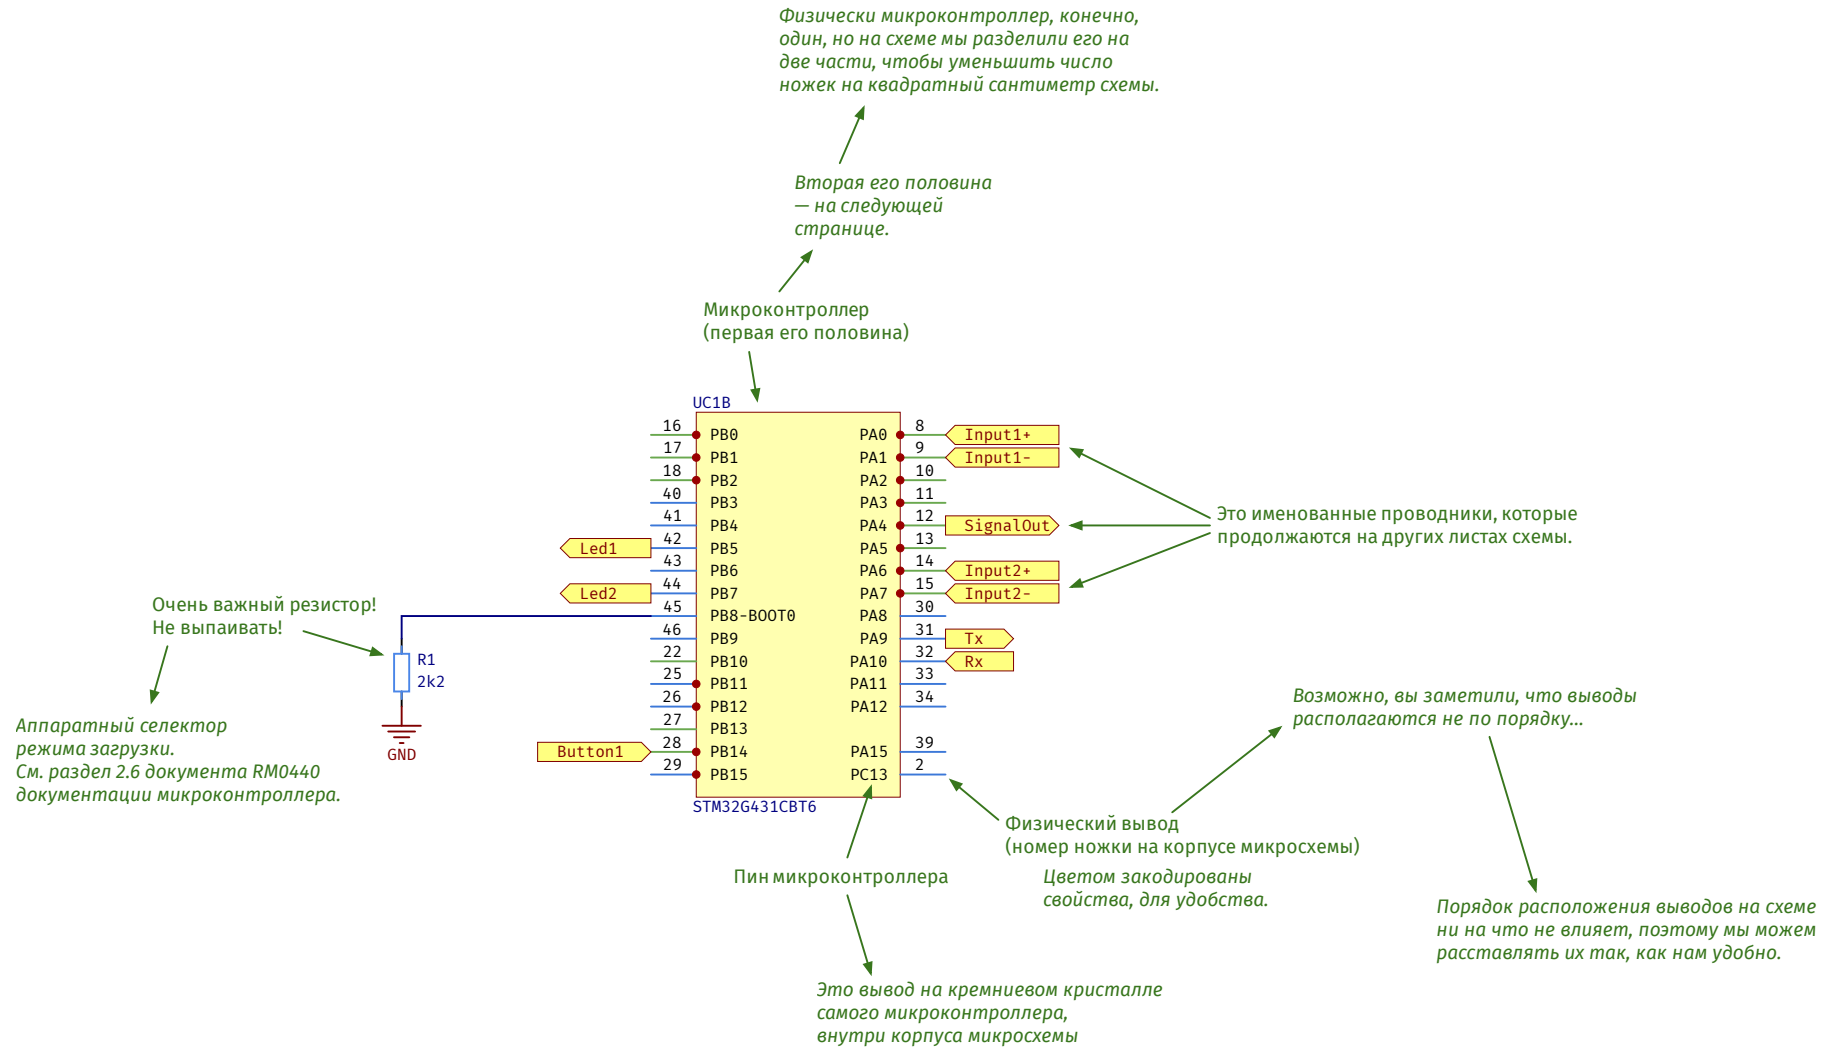 Физически микроконтроллер, конечно,
один, но на схеме мы разделили его на
две части, чтобы уменьшить число
ножек на квадратный сантиметр схемы.
Вторая его половина
— на следующей
странице.
Микроконтроллер
(первая его половина)
UC1B
16 PB0 PA0 8 Input1+
17 PB1 PA1 9 Input1-
18 PB2 PA2 10
40 PB3 PA3 11
41 PB4 PA4 12 SignalOut
Led1 42 PB5 PA5 13
43 PB6 PA6 14 Input2+
Led2 44 PB7 PA7 15 Input2-
45 PB8-BOOT0 PA8 30
46 PB9 PA9 31 Tx
22 PB10 PA10 32 Rx
25 PB11 PA11 33
26 PB12 PA12 34
27 PB13
Button1 28 PB14 PA15 39
29 PB15 PC13 2
STM32G431CBT6
Это именованные проводники, которые
продолжаются на других листах схемы.
Очень важный резистор!
Не выпаивать!
R1
2k2
GND
Аппаратный селектор
режима загрузки.
См. раздел 2.6 документа RM0440
документации микроконтроллера.
Возможно, вы заметили, что выводы
располагаются не по порядку...
Физический вывод
(номер ножки на корпусе микросхемы)
Цветом закодированы
свойства, для удобства.
Пин микроконтроллера
Порядок расположения выводов на схеме
ни на что не влияет, поэтому мы можем
расставлять их так, как нам удобно.
Это вывод на кремниевом кристалле
самого микроконтроллера,
внутри корпуса микросхемы